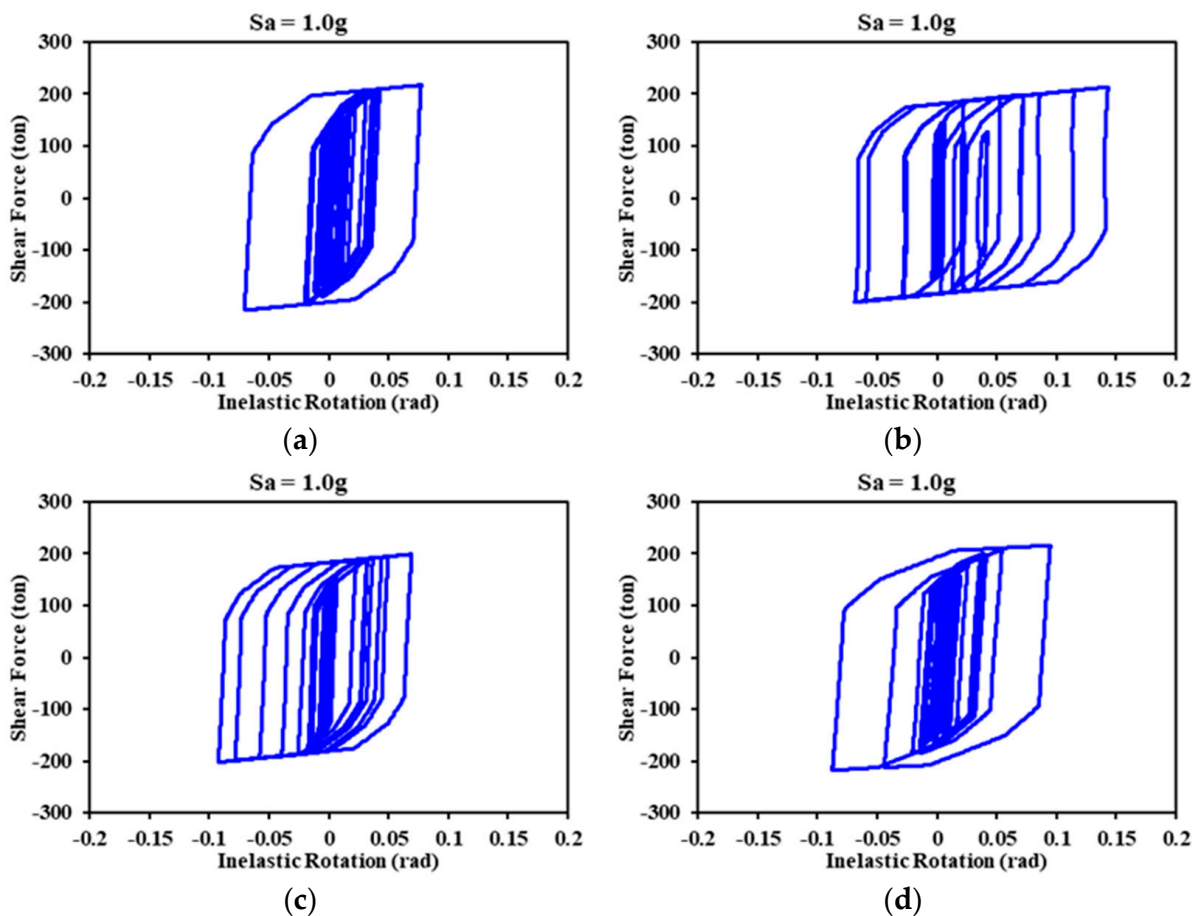 Sa = 1.0g
300
200
100
0
-100
-200
-300
Shear Force (ton)
-0.2 -0.15 -0.1 -0.05 0 0.05 0.1 0.15 0.2
Inelastic Rotation (rad)
(a)
Sa = 1.0g
300
200
100
0
-100
-200
-300
Shear Force (ton)
-0.2 -0.15 -0.1 -0.05 0 0.05 0.1 0.15 0.2
Inelastic Rotation (rad)
(b)
Sa = 1.0g
300
200
100
0
-100
-200
-300
Shear Force (ton)
-0.2 -0.15 -0.1 -0.05 0 0.05 0.1 0.15 0.2
Inelastic Rotation (rad)
(c)
Sa = 1.0g
300
200
100
0
-100
-200
-300
Shear Force (ton)
-0.2 -0.15 -0.1 -0.05 0 0.05 0.1 0.15 0.2
Inelastic Rotation (rad)
(d)